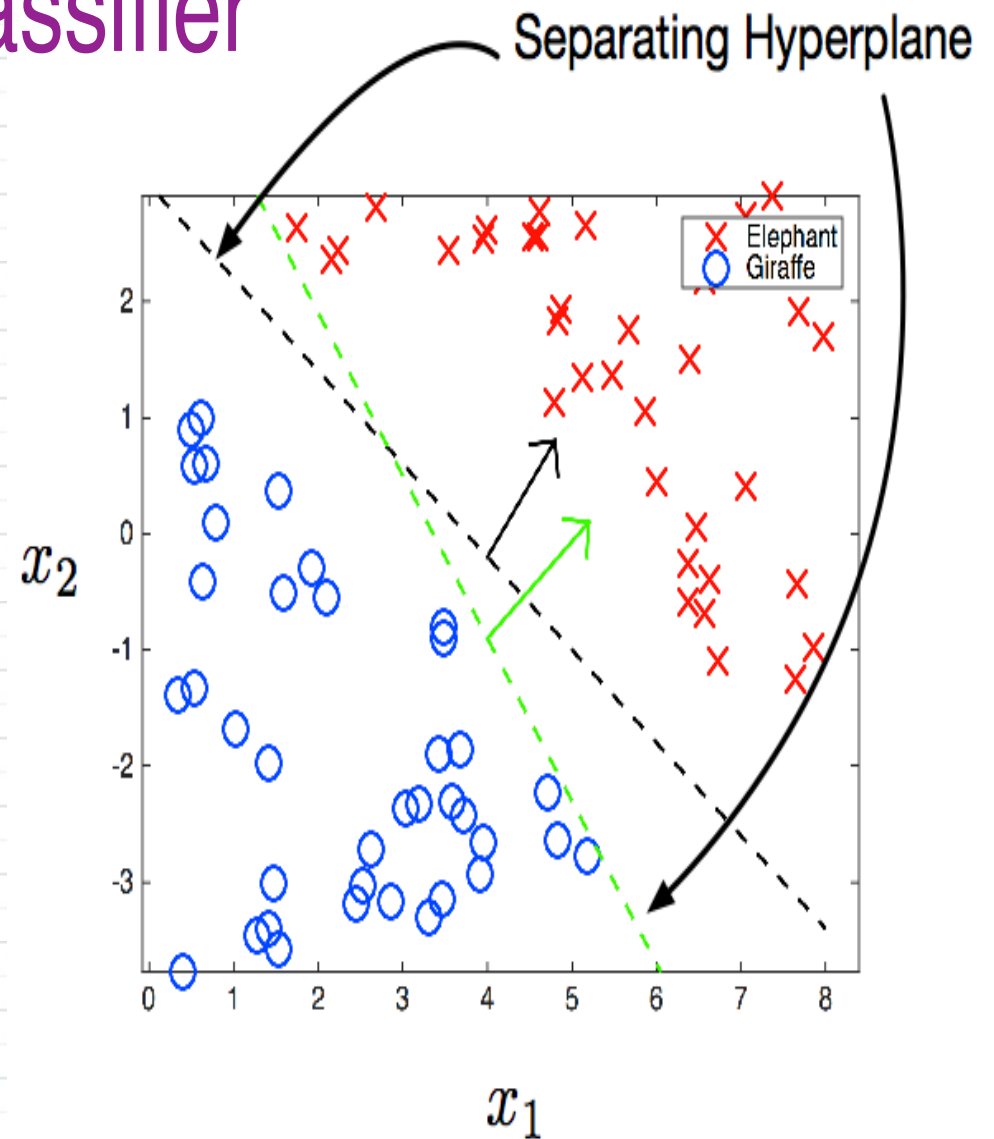 assifier
Separating Hyperplane
Elephant
Giraffe
2
1
0
-1
-2
-3
x₂
0 1 2 3 4 5 6 7 8
x₁